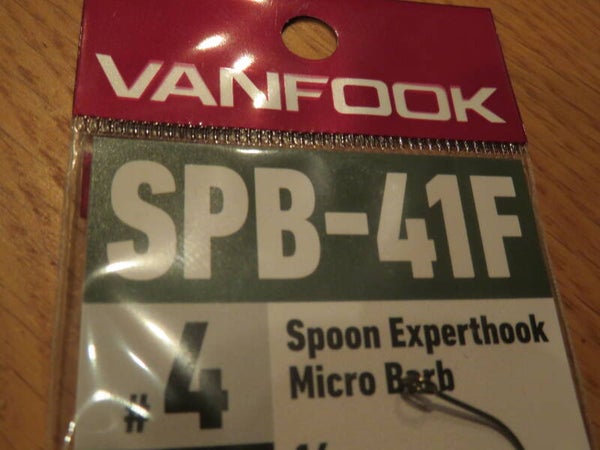 VANFOOK
SPB-41F
#4
Spoon Experthook
Micro Barb